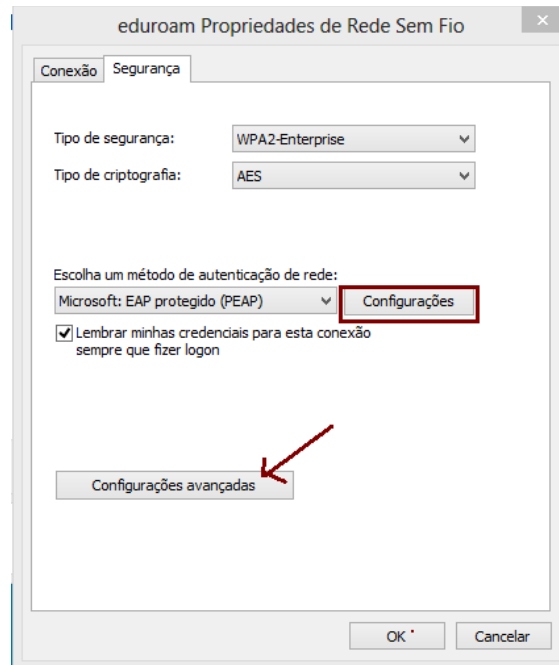 eduroam Propriedades de Rede Sem Fio
Conexão Segurança
Tipo de segurança: WPA2-Enterprise
Tipo de criptografia: AES
Escolha um método de autenticação de rede:
Microsoft: EAP protegido (PEAP) Configurações
Lembrar minhas credenciais para esta conexão
sempre que fizer logon
Configurações avançadas
OK Cancelar